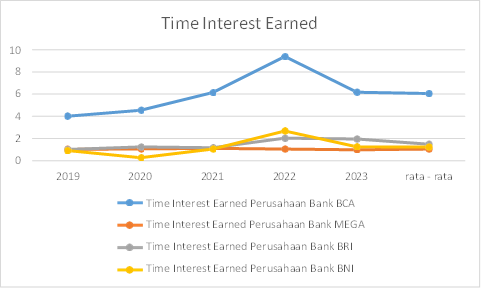 Time Interest Earned
10
8
6
4
2
0
2019 2020 2021 2022 2023 rata - rata
Time Interest Earned Perusahaan Bank BCA
Time Interest Earned Perusahaan Bank MEGA
Time Interest Earned Perusahaan Bank BRI
Time Interest Earned Perusahaan Bank BNI